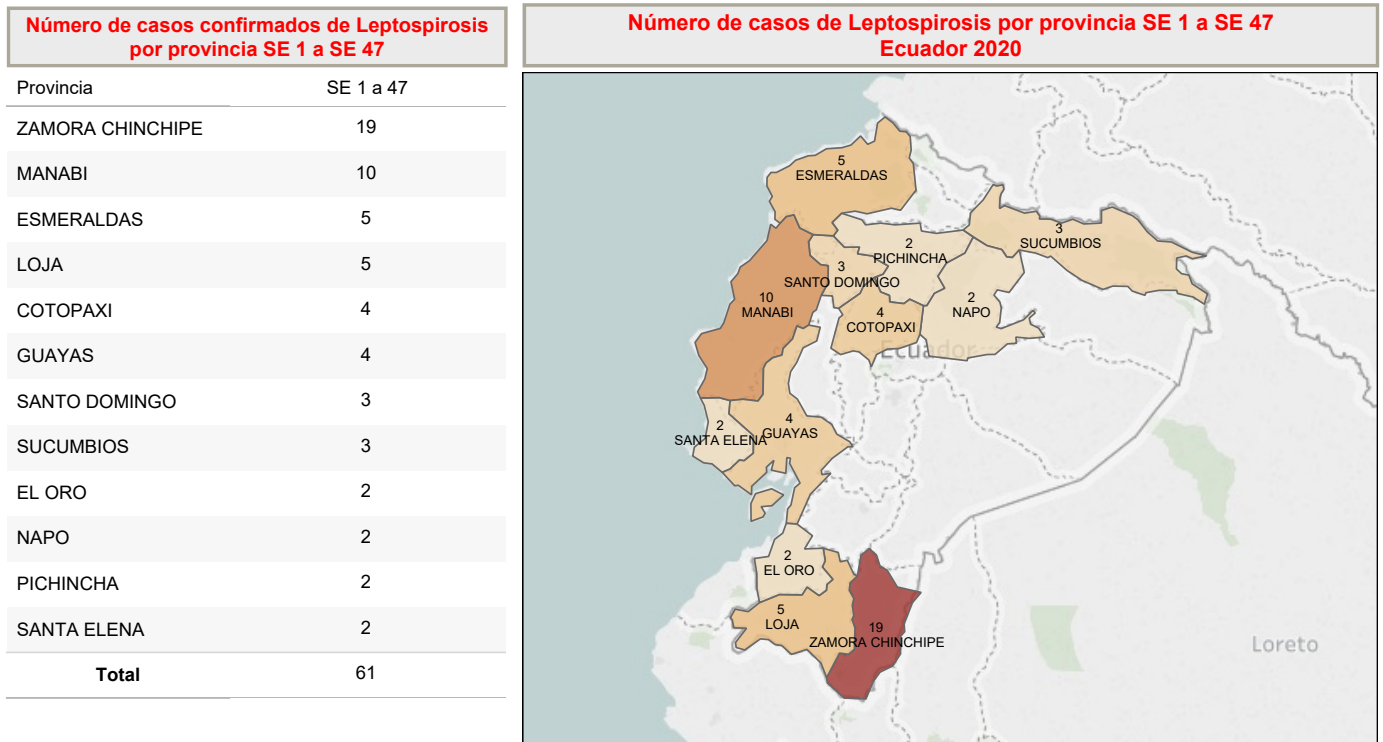 Número de casos confirmados de Leptospirosis
por provincia SE 1 a SE 47
Provincia SE 1 a 47
ZAMORA CHINCHIPE 19
MANABI 10
ESMERALDAS 5
LOJA 5
COTOPAXI 4
GUAYAS 4
SANTO DOMINGO 3
SUCUMBIOS 3
EL ORO 2
NAPO 2
PICHINCHA 2
SANTA ELENA 2
Total 61
Número de casos de Leptospirosis por provincia SE 1 a SE 47
Ecuador 2020
5
ESMERALDAS
3
SUCUMBIOS
2
PICHINCHA
3
SANTO DOMINGO
10
MANABI
4
COTOPAXI
2
NAPO
Ecuador
2
SANTA ELENA
4
GUAYAS
2
EL ORO
5
LOJA
19
ZAMORA CHINCHIPE
Loreto